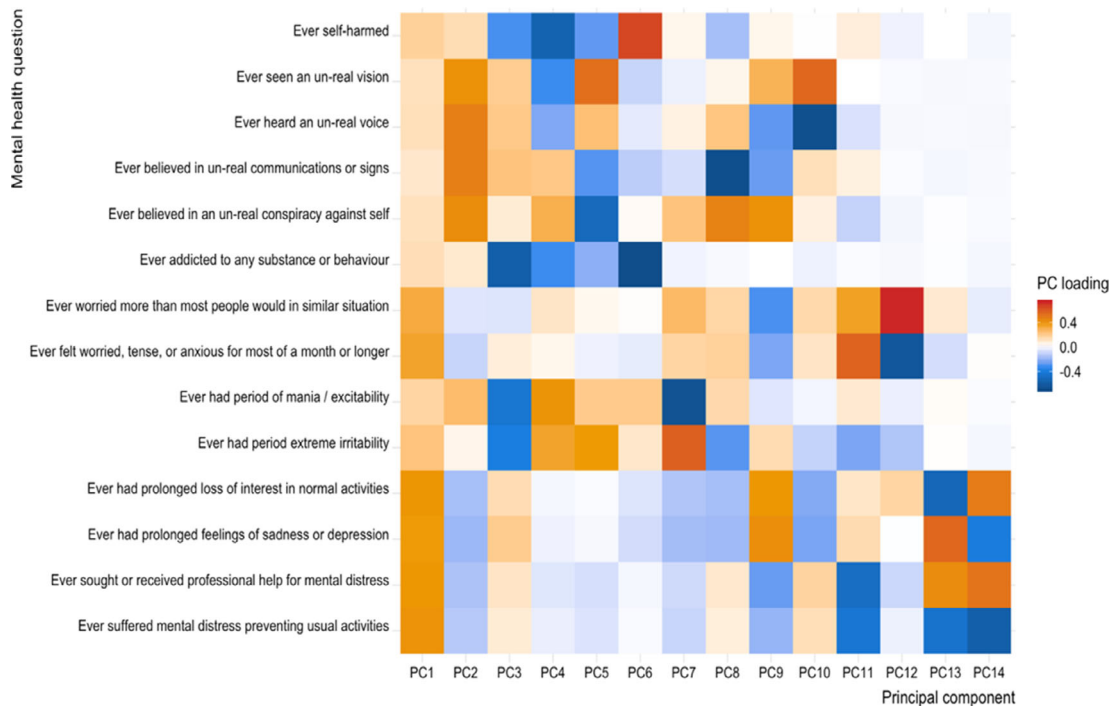 Mental health question
Ever self-harmed
Ever seen an un-real vision
Ever heard an un-real voice
Ever believed in un-real communications or signs
Ever believed in an un-real conspiracy against self
Ever addicted to any substance or behaviour
Ever worried more than most people would in similar situation
Ever felt worried, tense, or anxious for most of a month or longer
Ever had period of mania / excitability
Ever had period extreme irritability
Ever had prolonged loss of interest in normal activities
Ever had prolonged feelings of sadness or depression
Ever sought or received professional help for mental distress
Ever suffered mental distress preventing usual activities
PC1 PC2 PC3 PC4 PC5 PC6 PC7 PC8 PC9 PC10 PC11 PC12 PC13 PC14
Principal component
PC loading
0.4
0.0
-0.4